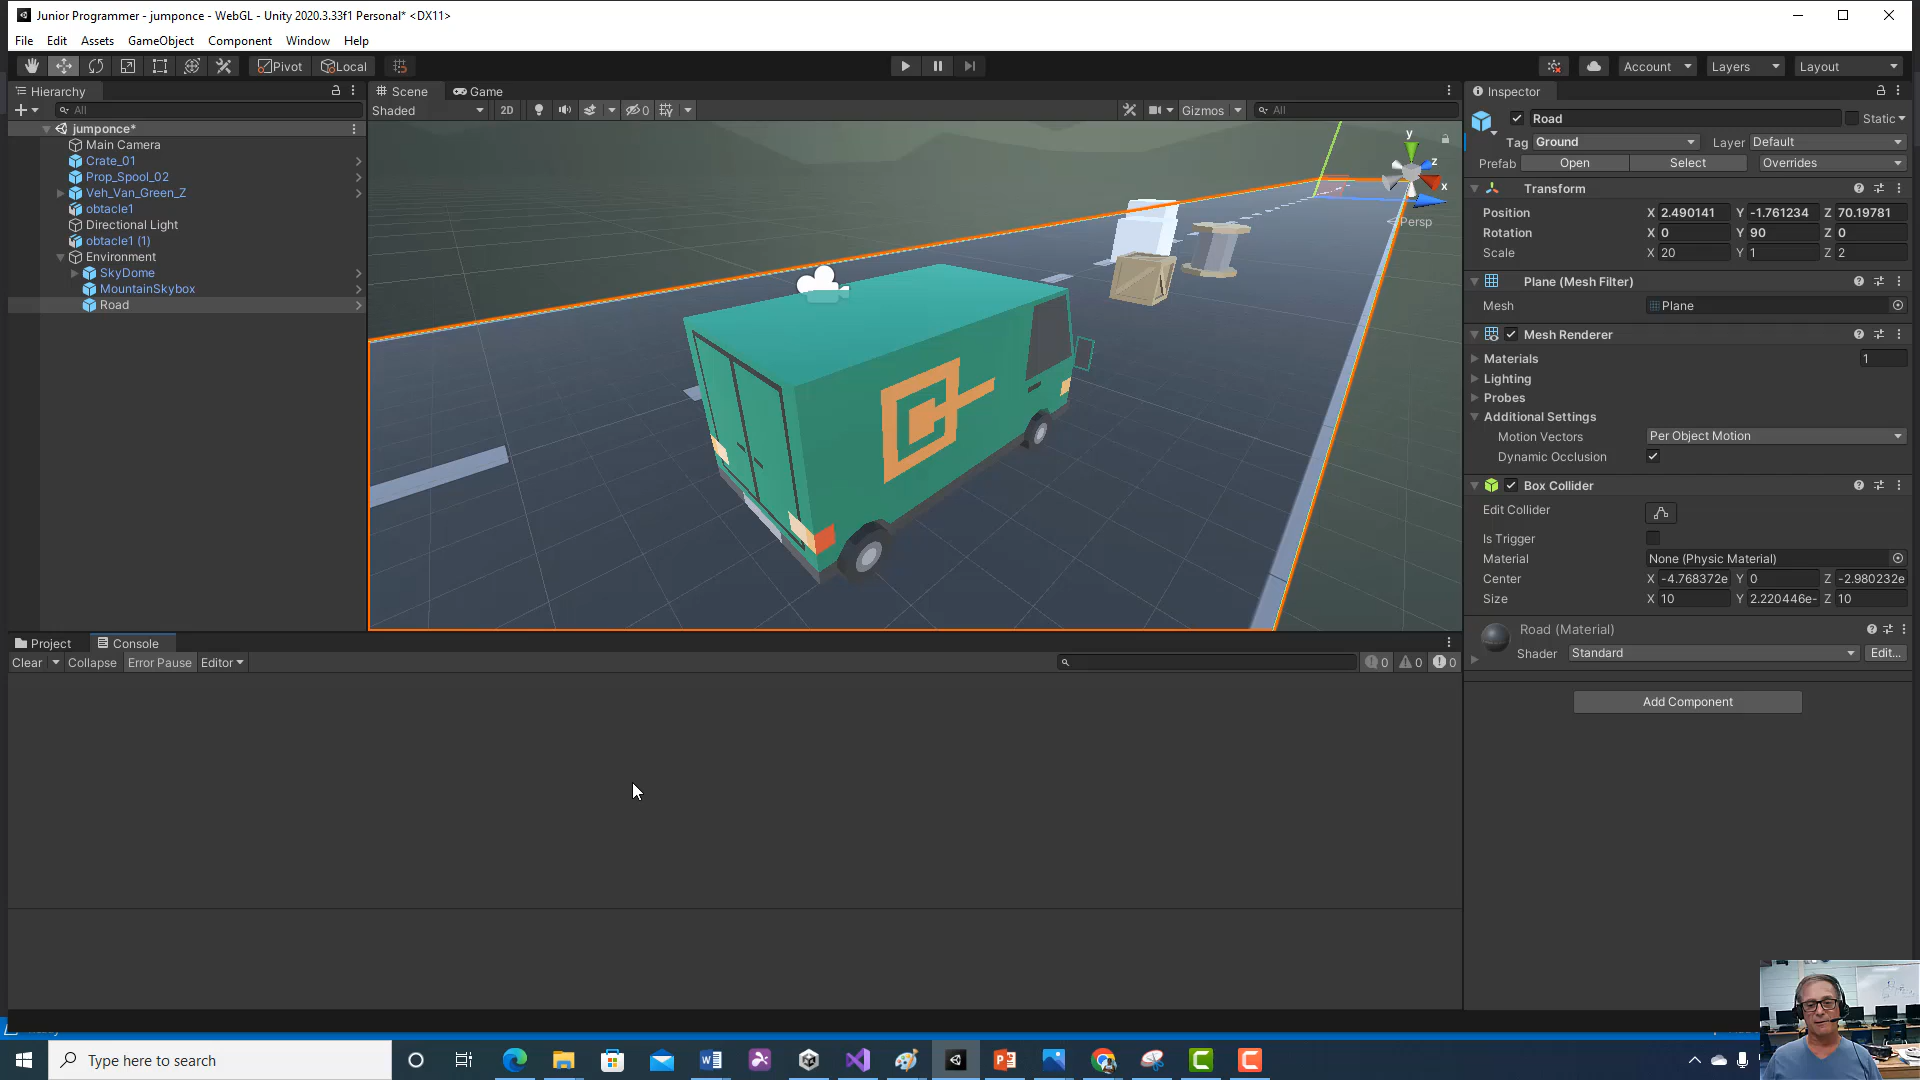 Junior Programmer - jumponce - WebGL - Unity 2020.3.33f1 Personal* <DX11>
File Edit Assets GameObject Component Window Help
Pivot Local Account Layers Layout
Hierarchy
All
jumponce*
Main Camera
Crate_01
Prop_Spool_02
Veh_Van_Green_Z
obtacle1
Directional Light
obtacle1 (1)
Environment
SkyDome
MountainSkybox
Road
Scene Game
Shaded 2D 0 Gizmos All
y
z
x
Persp
Inspector
Road Static
Tag Ground Layer Default
Prefab Open Select Overrides
Transform
Position X 2.490141 Y -1.761234 Z 70.19781
Rotation X 0 Y 90 Z 0
Scale X 20 Y 1 Z 2
Plane (Mesh Filter)
Mesh Plane
Mesh Renderer
Materials 1
Lighting
Probes
Additional Settings
Motion Vectors Per Object Motion
Dynamic Occlusion
Box Collider
Edit Collider
Is Trigger
Material None (Physic Material)
Center X -4.768372e Y 0 Z -2.980232e
Size X 10 Y 2.220446e- Z 10
Road (Material)
Shader Standard Edit...
Add Component
Project Console
Clear Collapse Error Pause Editor 0 0 0
Type here to search